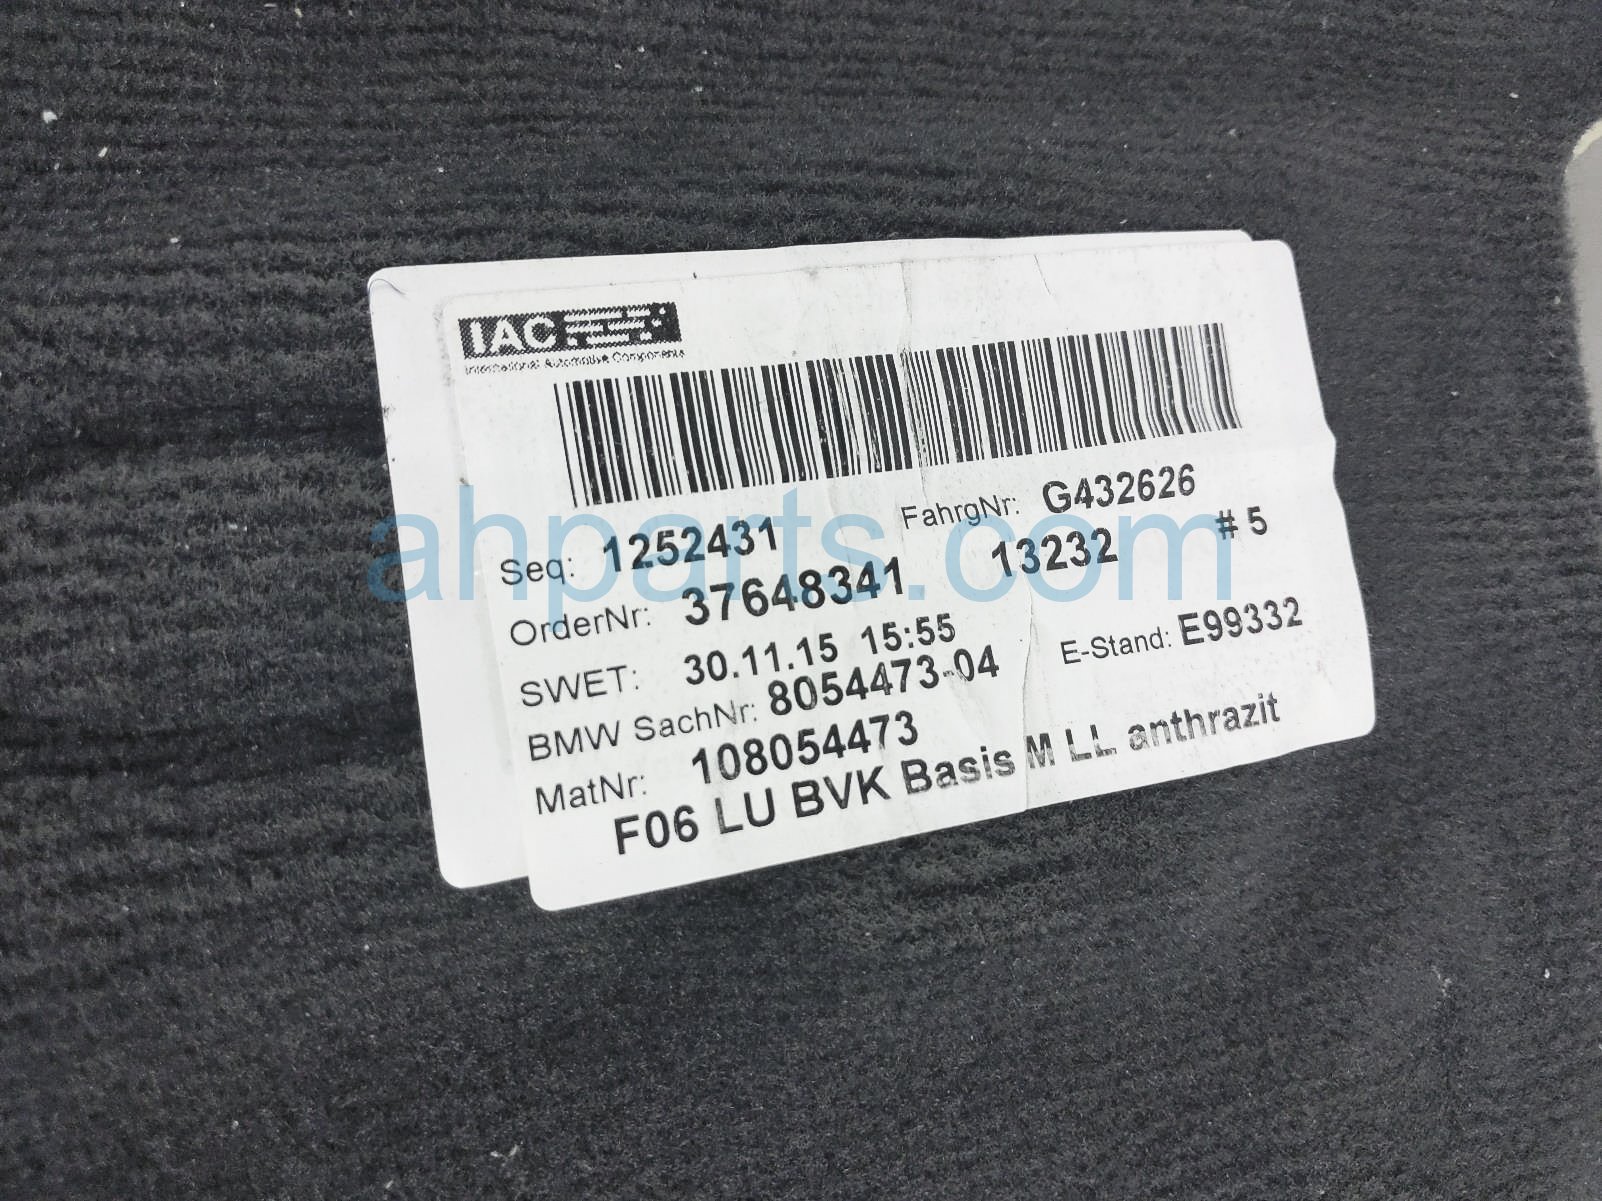 IAC
International Automotive Components
Seq: 1252431 FahrgNr: G432626
OrderNr: 37648341 13232 # 5
SWET: 30.11.15 15:55
BMW SachNr: 8054473-04 E-Stand: E99332
MatNr: 108054473
F06 LU BVK Basis M LL anthrazit
ahparts.com